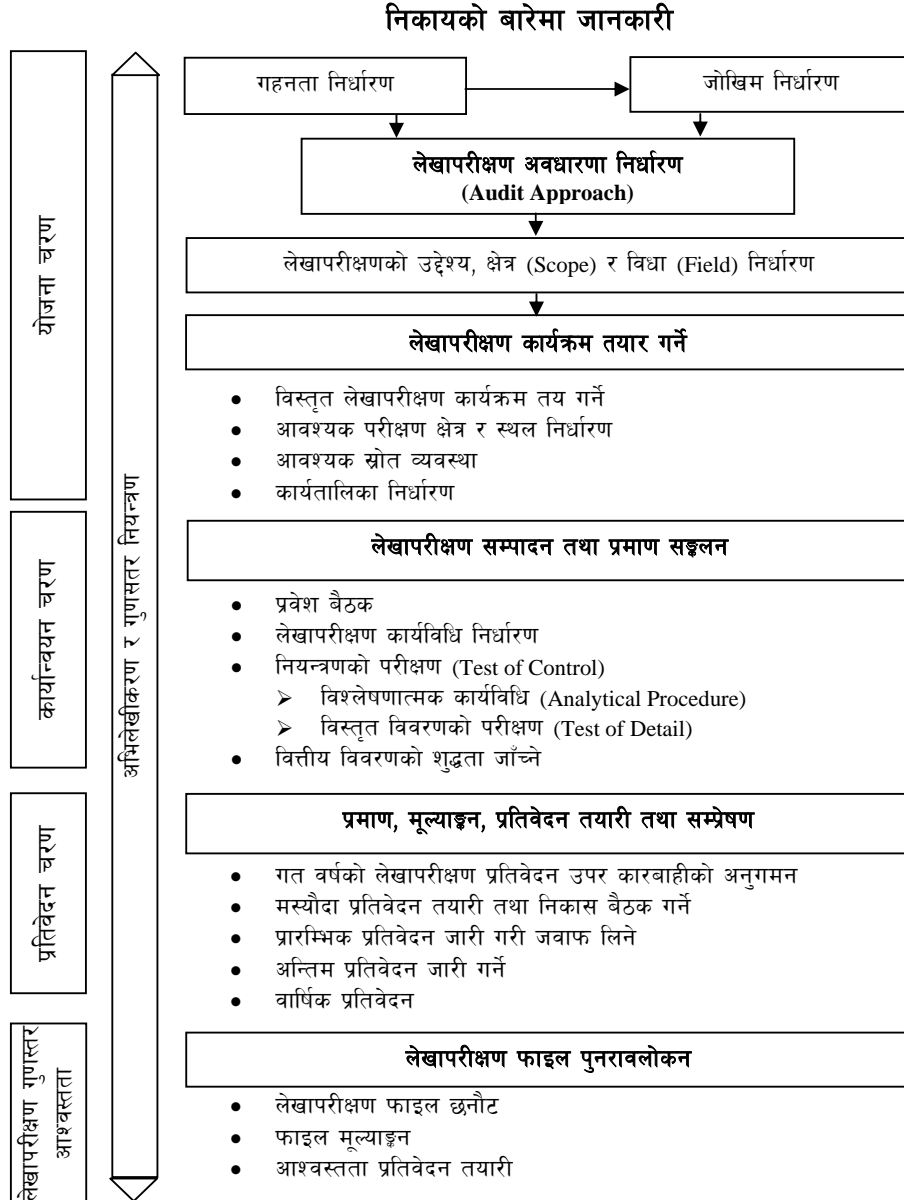 निकायको बारेमा जानकारी
गहनता निर्धारण
जोखिम निर्धारण
लेखापरीक्षण अवधारणा निर्धारण
(Audit Approach)
लेखापरीक्षणको उद्देश्य, क्षेत्र (Scope) र विधा (Field) निर्धारण
लेखापरीक्षण कार्यक्रम तयार गर्ने
योजना चरण
• विस्तृत लेखापरीक्षण कार्यक्रम तय गर्ने
• आवश्यक परीक्षण क्षेत्र र स्थल निर्धारण
• आवश्यक स्रोत व्यवस्था
• कार्यतालिका निर्धारण
अभिलेखीकरण र गुणसतर नियन्त्रण
लेखापरीक्षण सम्पादन तथा प्रमाण सङ्कलन
कार्यान्वयन चरण
• प्रवेश बैठक
• लेखापरीक्षण कार्यविधि निर्धारण
• नियन्त्रणको परीक्षण (Test of Control)
➢ विश्लेषणात्मक कार्यविधि (Analytical Procedure)
➢ विस्तृत विवरणको परीक्षण (Test of Detail)
• वित्तीय विवरणको शुद्धता जाँच्ने
प्रमाण, मूल्याङ्कन, प्रतिवेदन तयारी तथा सम्प्रेषण
प्रतिवेदन चरण
• गत वर्षको लेखापरीक्षण प्रतिवेदन उपर कारबाहीको अनुगमन
• मस्यौदा प्रतिवेदन तयारी तथा निकास बैठक गर्ने
• प्रारम्भिक प्रतिवेदन जारी गरी जवाफ लिने
• अन्तिम प्रतिवेदन जारी गर्ने
• वार्षिक प्रतिवेदन
लेखापरीक्षण फाइल पुनरावलोकन
लेखापरीक्षण गुणस्तर
आश्वस्तता
• लेखापरीक्षण फाइल छनौट
• फाइल मूल्याङ्कन
• आश्वस्तता प्रतिवेदन तयारी